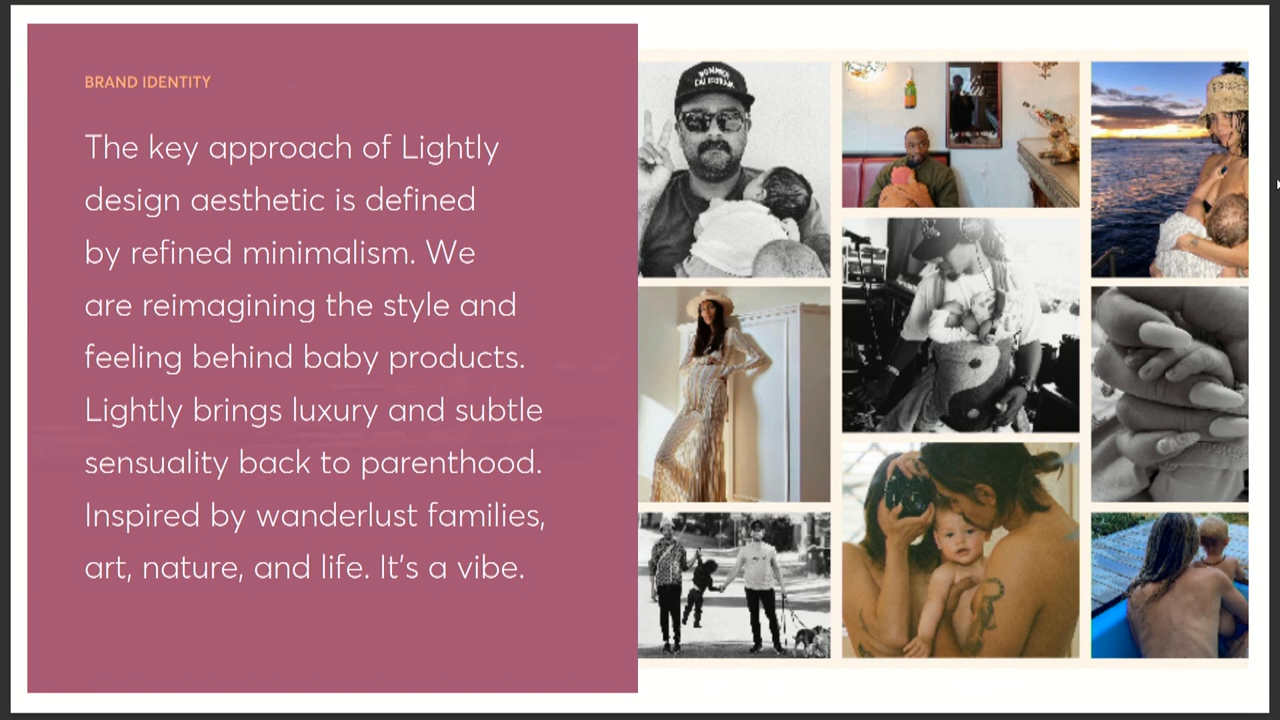 BRAND IDENTITY
The key approach of Lightly
design aesthetic is defined
by refined minimalism. We
are reimagining the style and
feeling behind baby products.
Lightly brings luxury and subtle
sensuality back to parenthood.
Inspired by wanderlust families,
art, nature, and life. It's a vibe.